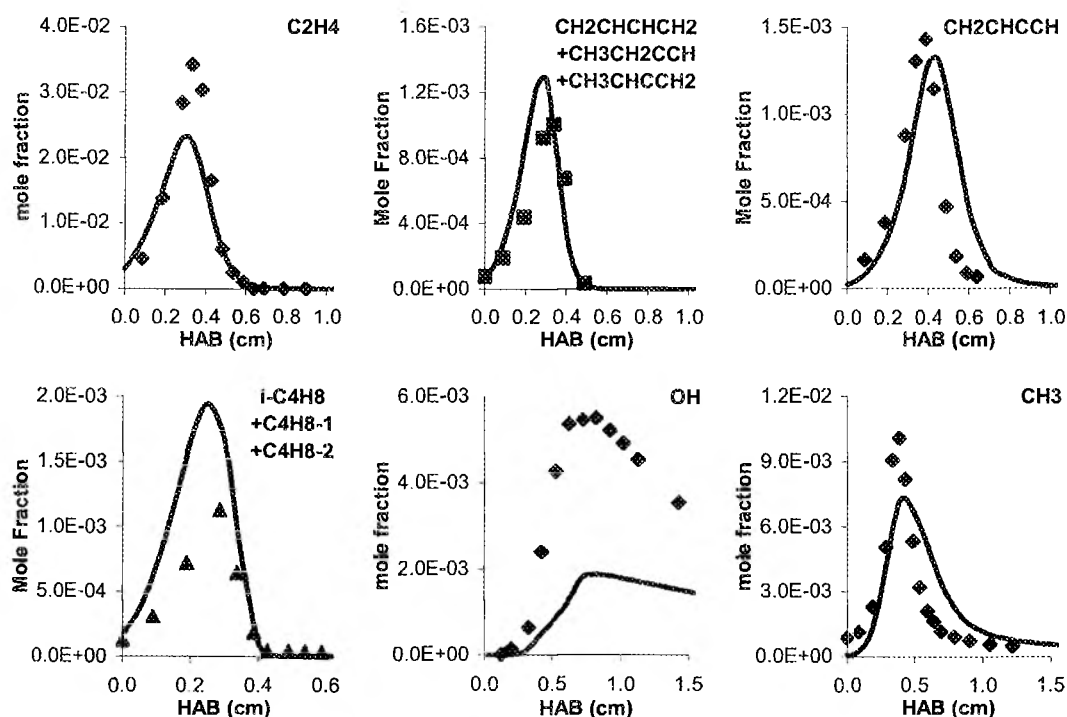 C2H4
4.0E-02
3.0E-02
2.0E-02
1.0E-02
0.0E+00
mole fraction
0.0 0.2 0.4 0.6 0.8 1.0
HAB (cm)
CH2CHCHCH2
+CH3CH2CCH
+CH3CHCCH2
1.6E-03
1.2E-03
8.0E-04
4.0E-04
0.0E+00
Mole Fraction
0.0 0.2 0.4 0.6 0.8 1.0
HAB (cm)
CH2CHCCH
1.5E-03
1.0E-03
5.0E-04
0.0E+00
Mole Fraction
0.0 0.2 0.4 0.6 0.8 1.0
HAB (cm)
i-C4H8
+C4H8-1
+C4H8-2
2.0E-03
1.5E-03
1.0E-03
5.0E-04
0.0E+00
Mole Fraction
0.0 0.2 0.4 0.6
HAB (cm)
OH
6.0E-03
4.0E-03
2.0E-03
0.0E+00
mole fraction
0.0 0.5 1.0 1.5
HAB (cm)
CH3
1.2E-02
9.0E-03
6.0E-03
3.0E-03
0.0E+00
mole fraction
0.0 0.5 1.0 1.5
HAB (cm)